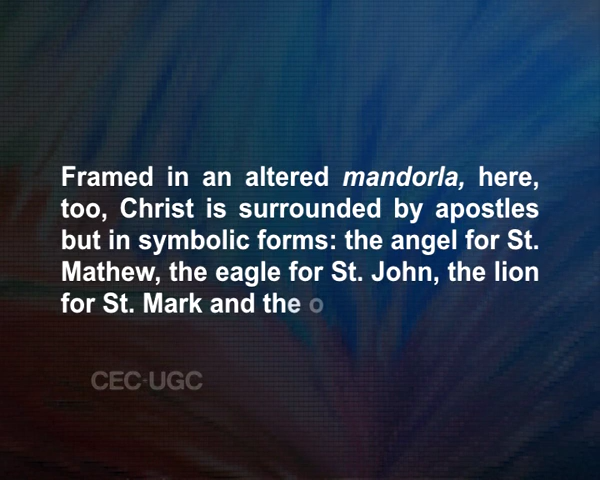 Framed in an altered mandorla, here,
too, Christ is surrounded by apostles
but in symbolic forms: the angel for St.
Mathew, the eagle for St. John, the lion
for St. Mark and the o
CEC-UGC